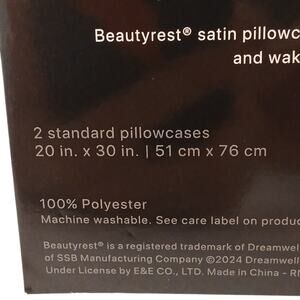 Beautyrest® satin pillowc
and wak
2 standard pillowcases
20 in. x 30 in. | 51 cm x 76 cm
100% Polyester
Machine washable. See care label on produc
Beautyrest® is a registered trademark of Dreamwel
of SSB Manufacturing Company ©2024 Dreamwell
Under License by E&E CO., LTD. Made in China - R